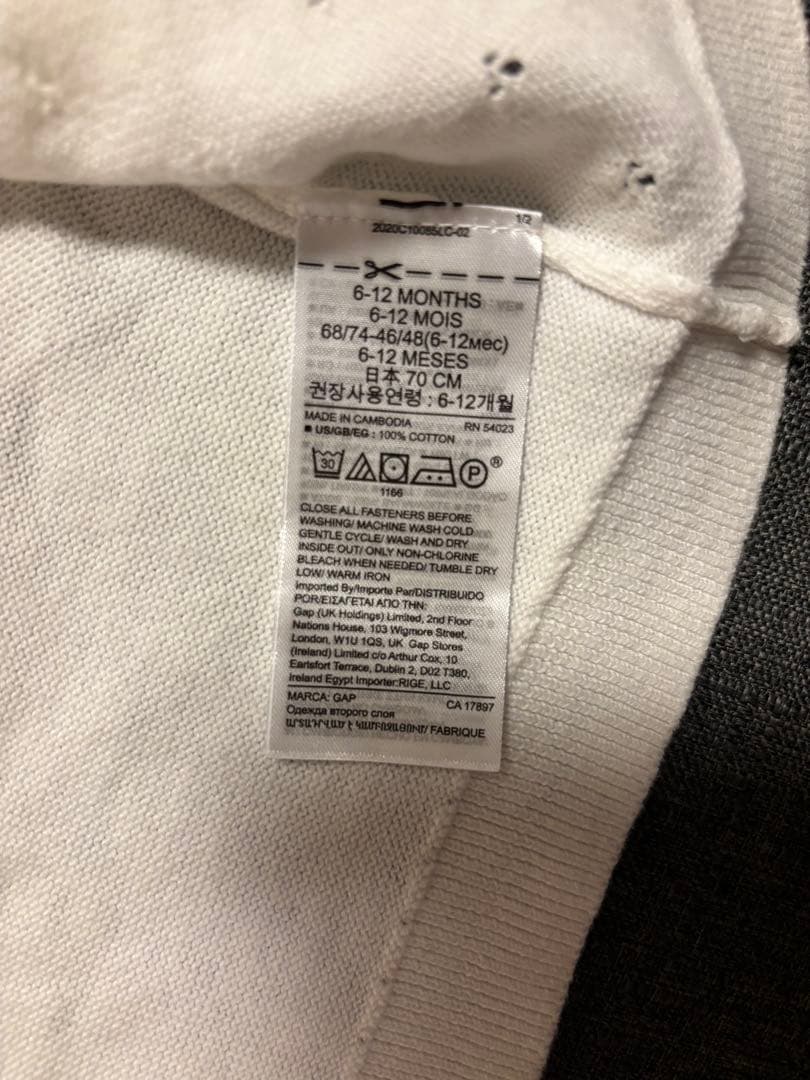 1/2
2020C10085LC-02
6-12 MONTHS
6-12 MOIS
68/74-46/48(6-12мес)
6-12 MESES
日本 70 CM
권장사용연령 : 6-12개월
MADE IN CAMBODIA RN 54023
■ US/GB/EG : 100% COTTON
30 P ®
1166
CLOSE ALL FASTENERS BEFORE
WASHING/ MACHINE WASH COLD
GENTLE CYCLE/ WASH AND DRY
INSIDE OUT/ ONLY NON-CHLORINE
BLEACH WHEN NEEDED/ TUMBLE DRY
LOW/ WARM IRON
Imported By/Importe Par/DISTRIBUIDO
POR/ΕΙΣΑΓΕΤΑΙ ΑΠΟ ΤΗΝ:
Gap (UK Holdings) Limited, 2nd Floor
Nations House, 103 Wigmore Street,
London, W1U 1QS, UK Gap Stores
(Ireland) Limited c/o Arthur Cox, 10
Earlsfort Terrace, Dublin 2, D02 T380,
Ireland Egypt Importer:RIGE, LLC
MARCA: GAP CA 17897
Одежда второго слоя
ԱՐՏԱԴՐՎԱԾ Է ԿԱՄԲՈՋԱՅՈՒՄ/ FABRIQUE